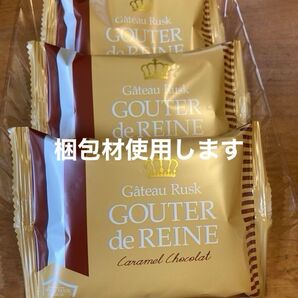 Gâteau Rusk
GOUTER
de REINE
Gâteau Rusk
GOUTER
de REINE
梱包材使用します
Gâteau Rusk
GOUTER
de REINE
Caramel Chocolat